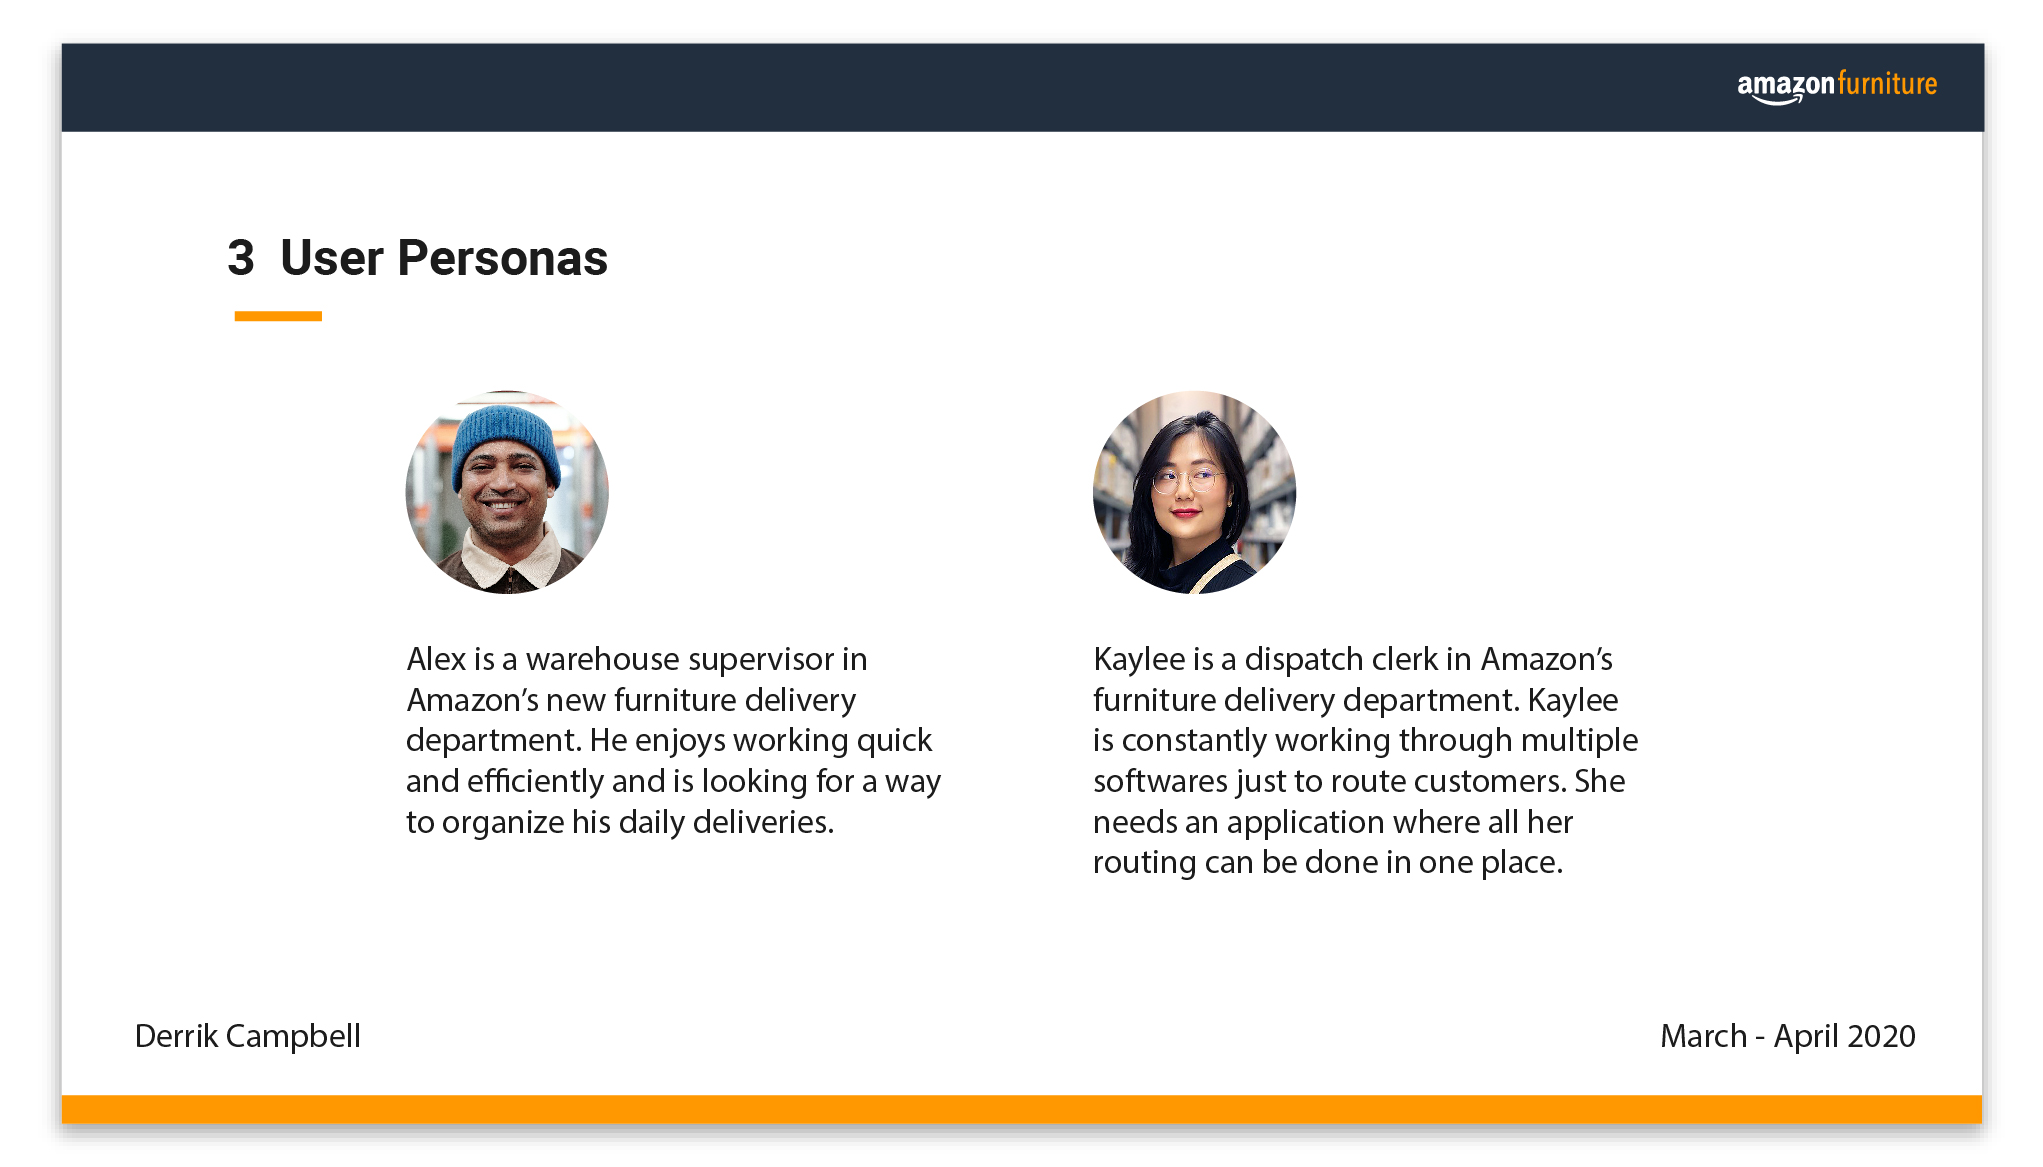 amazonfurniture
3 User Personas
Alex is a warehouse supervisor in
Amazon’s new furniture delivery
department. He enjoys working quick
and efficiently and is looking for a way
to organize his daily deliveries.
Kaylee is a dispatch clerk in Amazon’s
furniture delivery department. Kaylee
is constantly working through multiple
softwares just to route customers. She
needs an application where all her
routing can be done in one place.
Derrik Campbell
March - April 2020